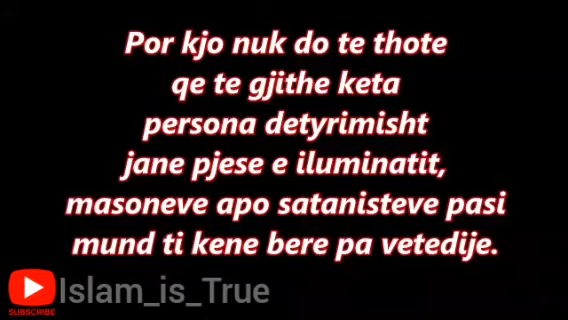 Por kjo nuk do te thote
qe te gjithe keta
persona detyrimisht
jane pjese e iluminatit,
masoneve apo satanisteve pasi
mund ti kene bere pa vetedije.
Islam_is_True
SUBSCRIBE